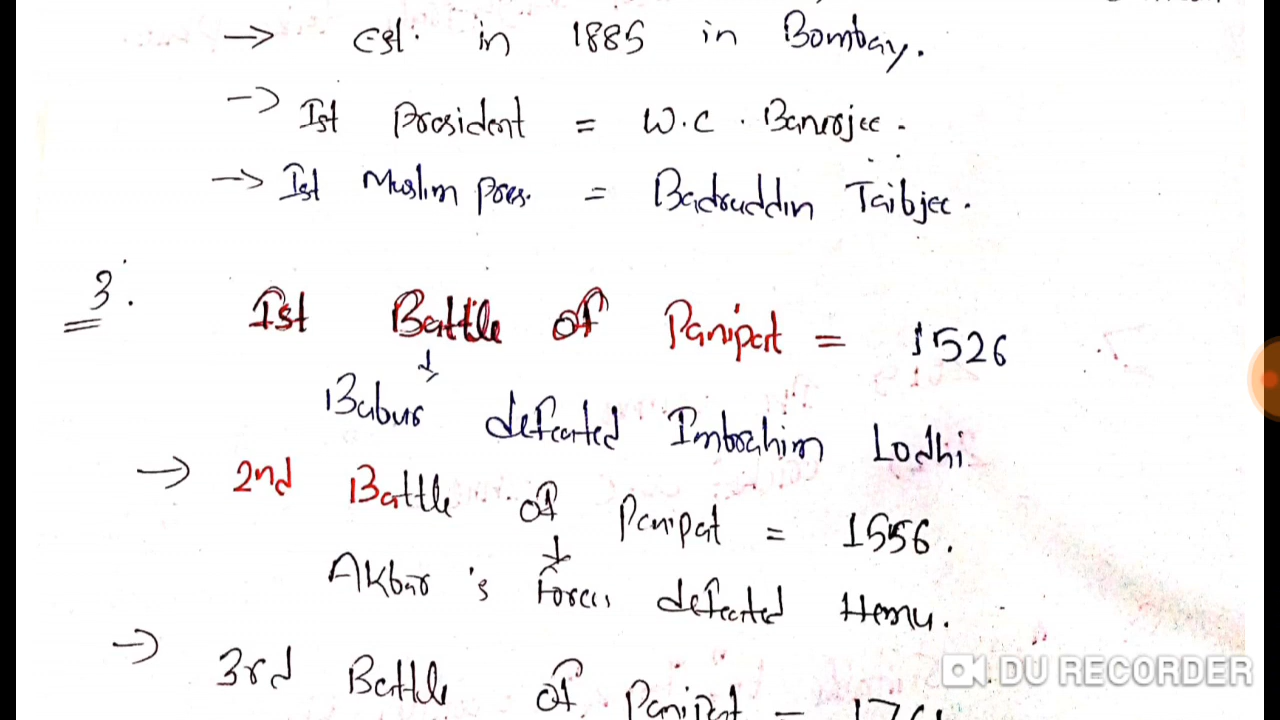 → Est. in 1885 in Bombay.
→ Ist President = W.C. Banerjee.
→ Ist Muslim pres. = Badruddin Taibjee.
3. Ist Battle of Panipat = 1526
Babur defeated Imbrahim Lodhi
→ 2nd Battle of Panipat = 1556.
Akbar's Forces defeated Hemu.
→ 3rd Battle of Panipat =
DU RECORDER